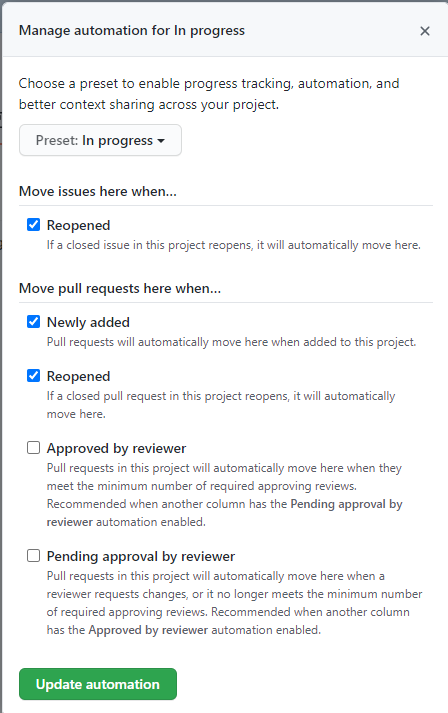 Manage automation for In progress
Choose a preset to enable progress tracking, automation, and
better context sharing across your project.
Preset: In progress
Move issues here when...
Reopened
If a closed issue in this project reopens, it will automatically move here.
Move pull requests here when...
Newly added
Pull requests will automatically move here when added to this project.
Reopened
If a closed pull request in this project reopens, it will automatically
move here.
Approved by reviewer
Pull requests in this project will automatically move here when they
meet the minimum number of required approving reviews.
Recommended when another column has the Pending approval by
reviewer automation enabled.
Pending approval by reviewer
Pull requests in this project will automatically move here when a
reviewer requests changes, or it no longer meets the minimum number
of required approving reviews. Recommended when another column
has the Approved by reviewer automation enabled.
Update automation